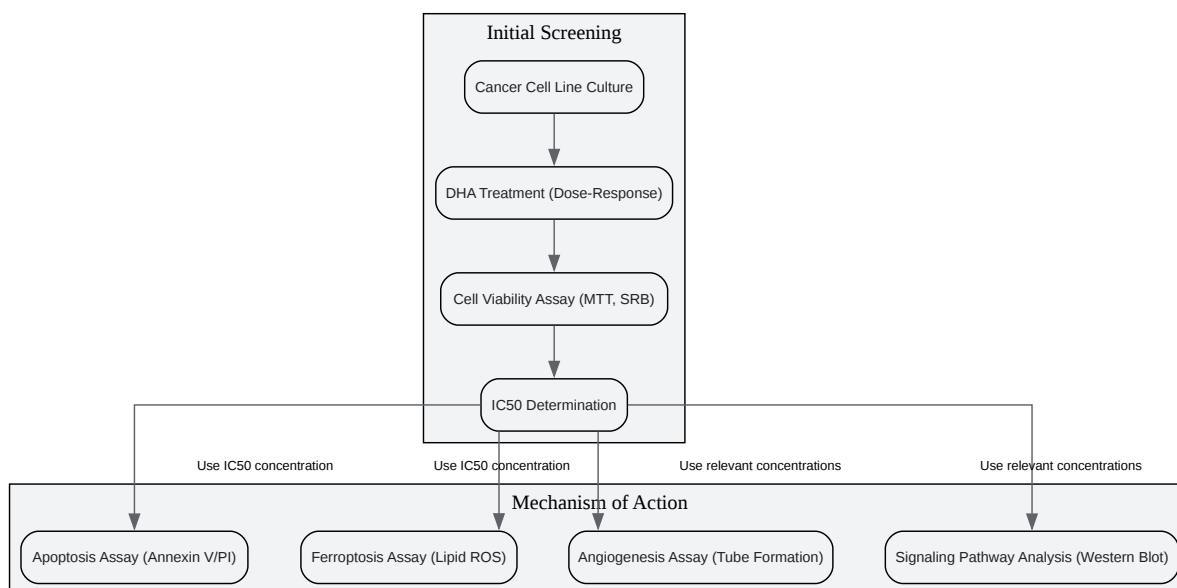 Initial Screening
Cancer Cell Line Culture
DHA Treatment (Dose-Response)
Cell Viability Assay (MTT, SRB)
IC50 Determination
Use IC50 concentration
Use IC50 concentration
Use relevant concentrations
Use relevant concentrations
Mechanism of Action
Apoptosis Assay (Annexin V/PI)
Ferroptosis Assay (Lipid ROS)
Angiogenesis Assay (Tube Formation)
Signaling Pathway Analysis (Western Blot)